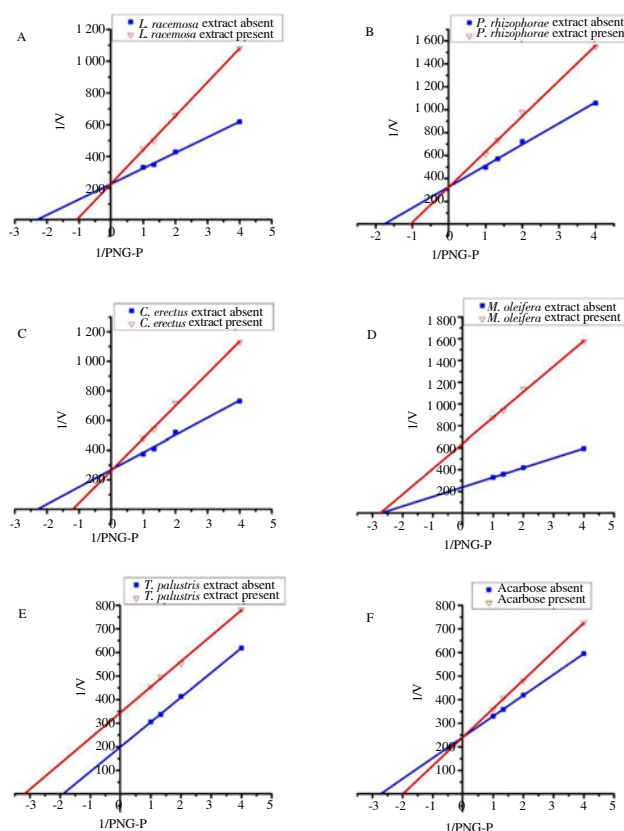 A
L. racemosa extract absent
L. racemosa extract present
1/V
1 200
1 000
800
600
400
200
-3 -2 -1 0 1 2 3 4 5
1/PNG-P
B
P. rhizophorae extract absent
P. rhizophorae extract present
1/V
1 600
1 400
1 200
1 000
800
600
400
200
-3 -2 -1 0 1 2 3 4 5
1/PNG-P
C
C. erectus extract absent
C. erectus extract present
1/V
1 200
1 000
800
600
400
200
-3 -2 -1 0 1 2 3 4 5
1/PNG-P
D
M. oleifera extract absent
M. oleifera extract present
1/V
1 800
1 600
1 400
1 200
1 000
800
600
400
200
-4 -3 -2 -1 0 1 2 3 4 5
1/PNG-P
E
T. palustris extract absent
T. palustris extract present
1/V
800
700
600
500
400
300
200
100
-3 -2 -1 0 1 2 3 4 5
1/PNG-P
F
Acarbose absent
Acarbose present
1/V
800
700
600
500
400
300
200
100
-4 -3 -2 -1 0 1 2 3 4 5
1/PNG-P